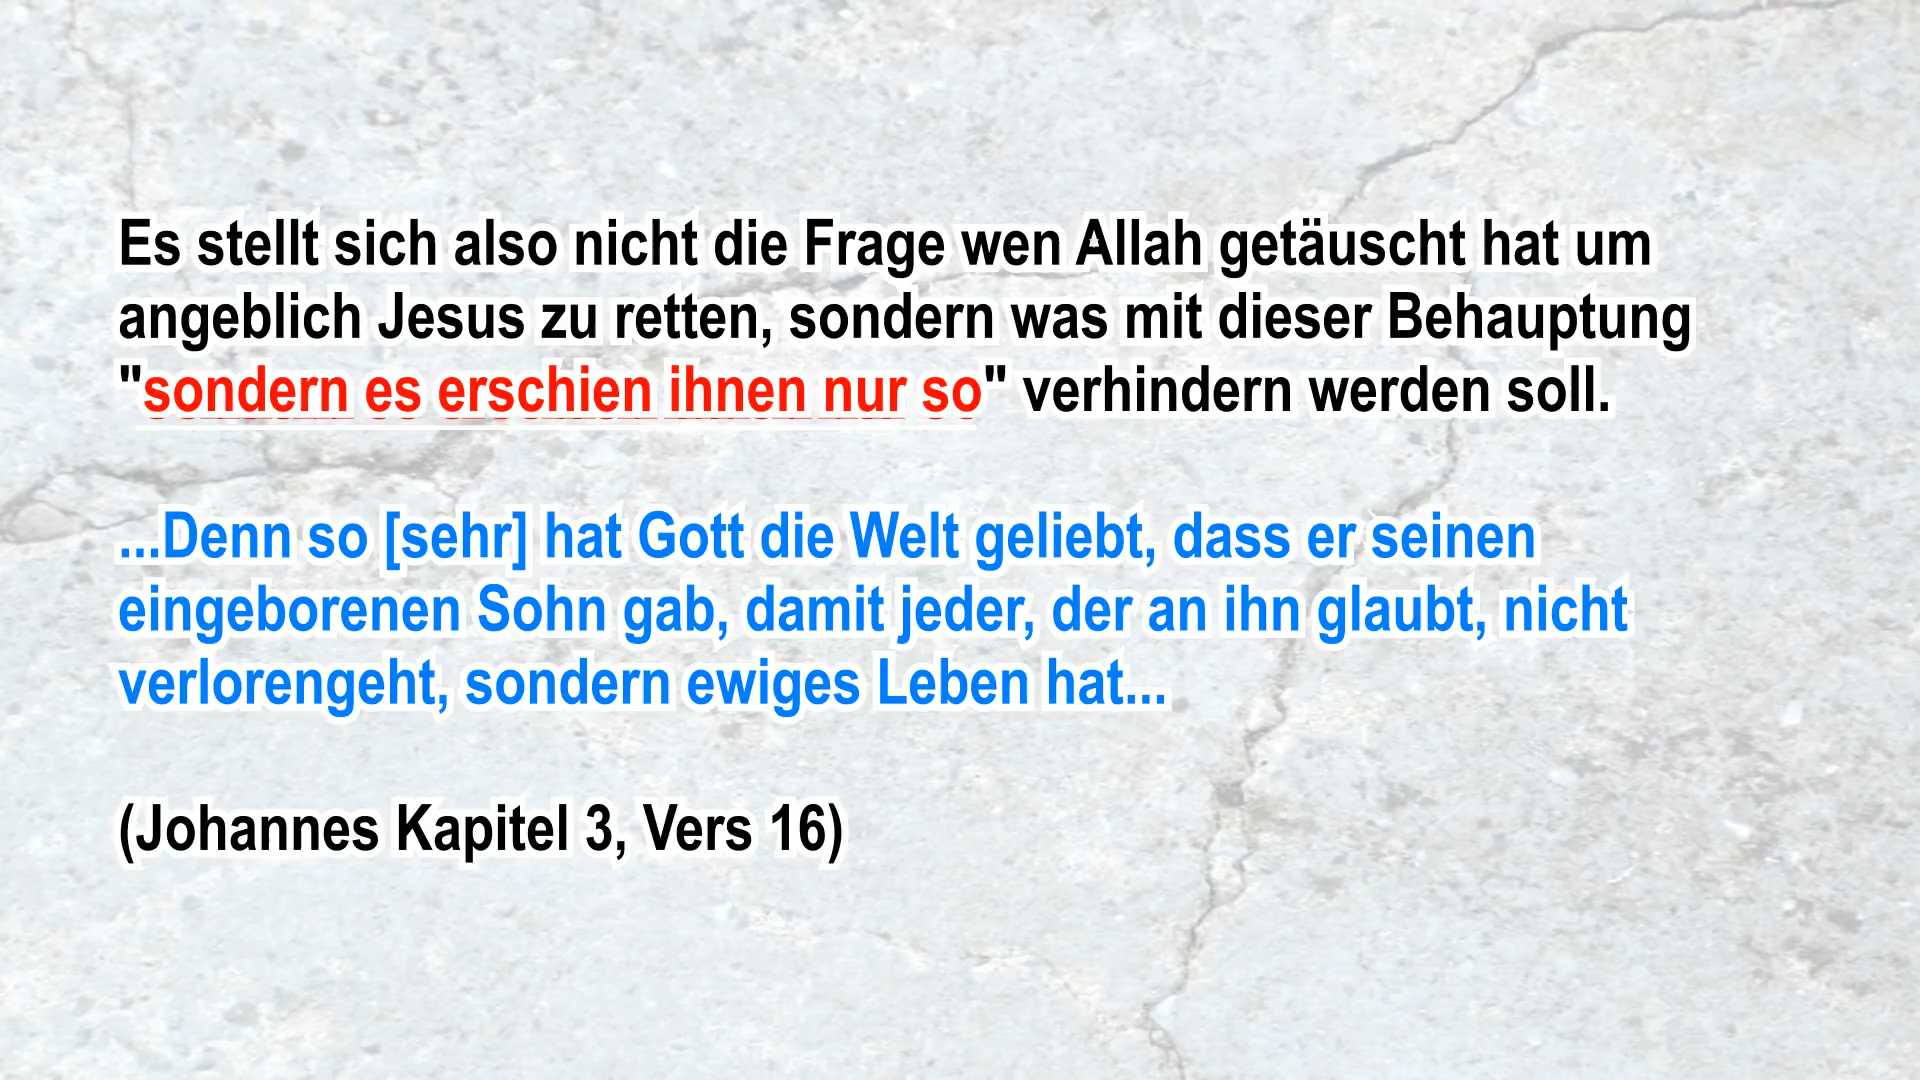 Es stellt sich also nicht die Frage wen Allah getäuscht hat um
angeblich Jesus zu retten, sondern was mit dieser Behauptung
"sondern es erschien ihnen nur so" verhindern werden soll.
...Denn so [sehr] hat Gott die Welt geliebt, dass er seinen
eingeborenen Sohn gab, damit jeder, der an ihn glaubt, nicht
verlorengeht, sondern ewiges Leben hat...
(Johannes Kapitel 3, Vers 16)